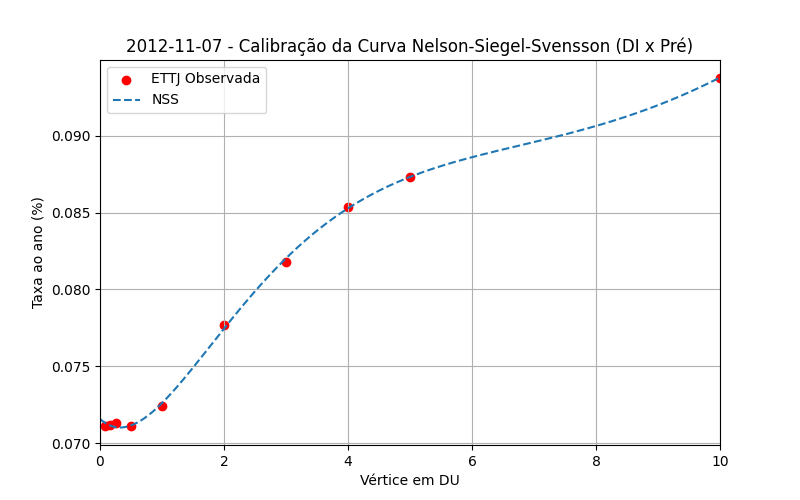 2012-11-07 - Calibração da Curva Nelson-Siegel-Svensson (DI x Pré)
ETTJ Observada
NSS
Taxa ao ano (%)
0.090
0.085
0.080
0.075
0.070
0 2 4 6 8 10
Vértice em DU